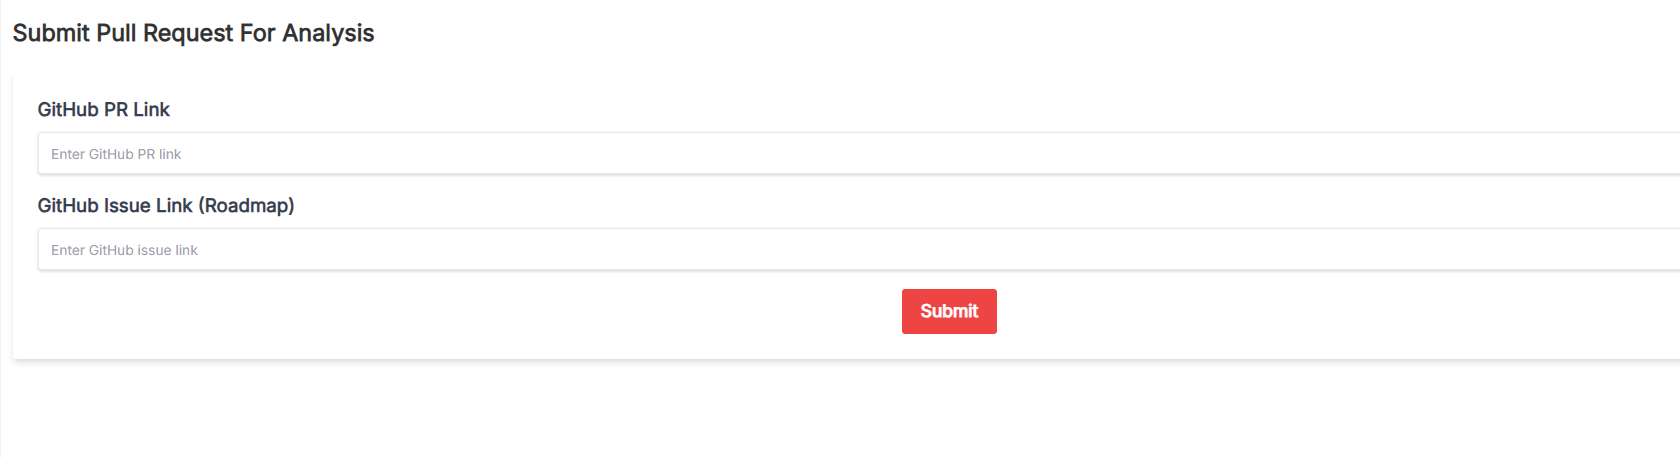 Submit Pull Request For Analysis
GitHub PR Link
Enter GitHub PR link
GitHub Issue Link (Roadmap)
Enter GitHub issue link
Submit